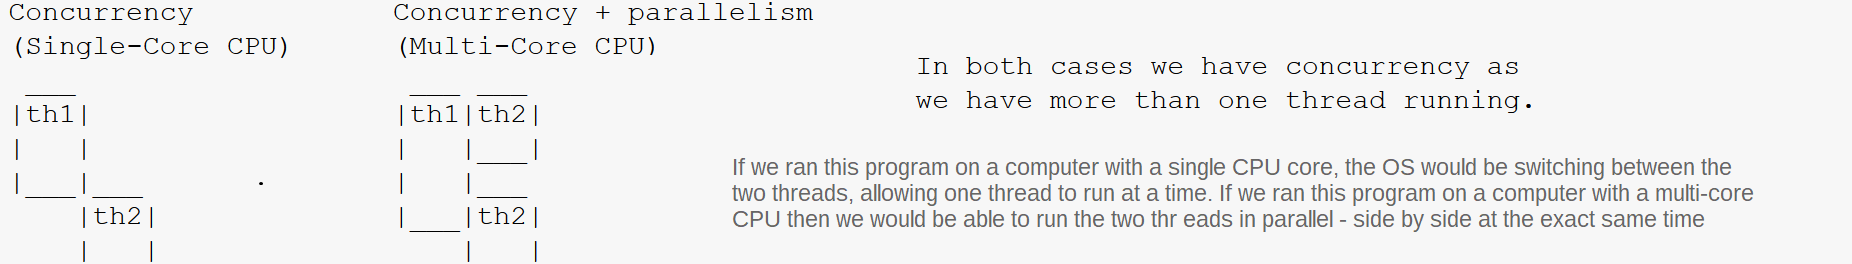 Concurrency Concurrency + parallelism
(Single-Core CPU) (Multi-Core CPU)
In both cases we have concurrency as
we have more than one thread running.
 ___ ___ ___
|th1| |th1|th2|
| | | |___|
|___|___ . | |___
|th2| |___|th2|
| | | |
If we ran this program on a computer with a single CPU core, the OS would be switching between the
two threads, allowing one thread to run at a time. If we ran this program on a computer with a multi-core
CPU then we would be able to run the two thr eads in parallel - side by side at the exact same time